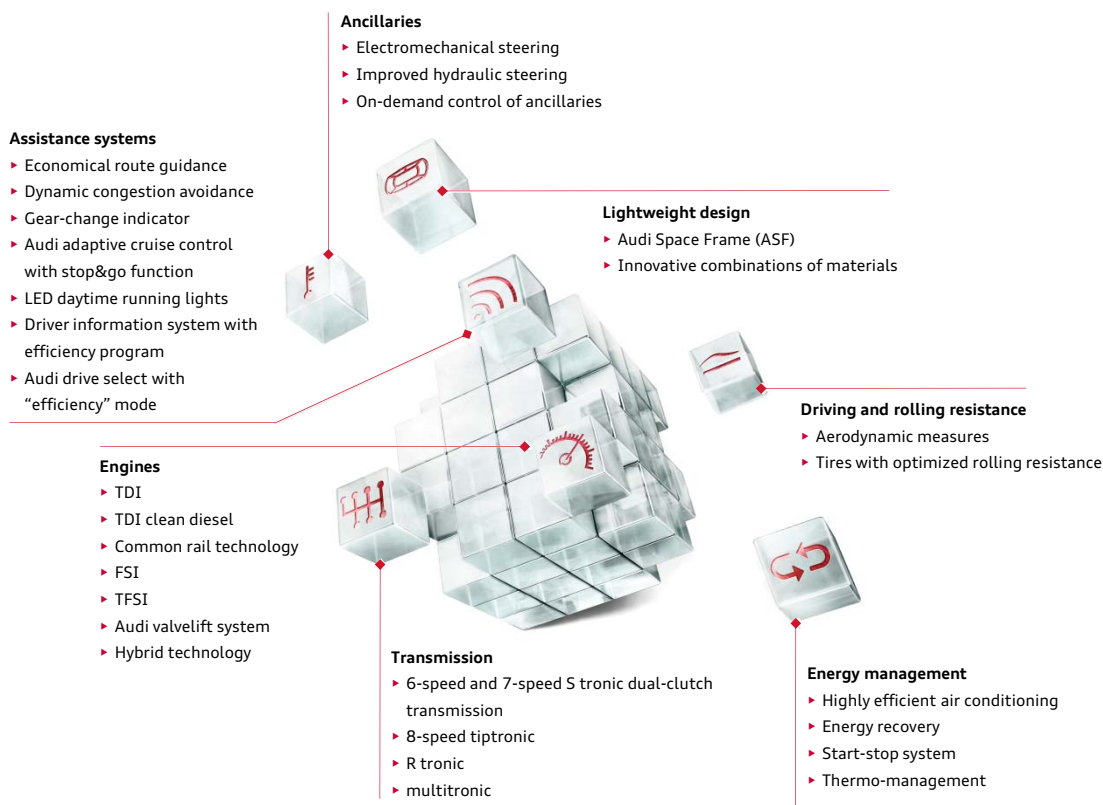 Ancillaries
▸ Electromechanical steering
▸ Improved hydraulic steering
▸ On-demand control of ancillaries
Assistance systems
▸ Economical route guidance
▸ Dynamic congestion avoidance
▸ Gear-change indicator
▸ Audi adaptive cruise control
with stop&go function
▸ LED daytime running lights
▸ Driver information system with
efficiency program
▸ Audi drive select with
“efficiency” mode
Lightweight design
▸ Audi Space Frame (ASF)
▸ Innovative combinations of materials
Driving and rolling resistance
▸ Aerodynamic measures
▸ Tires with optimized rolling resistance
Engines
▸ TDI
▸ TDI clean diesel
▸ Common rail technology
▸ FSI
▸ TFSI
▸ Audi valvelift system
▸ Hybrid technology
Transmission
▸ 6-speed and 7-speed S tronic dual-clutch
transmission
▸ 8-speed tiptronic
▸ R tronic
▸ multitronic
Energy management
▸ Highly efficient air conditioning
▸ Energy recovery
▸ Start-stop system
▸ Thermo-management